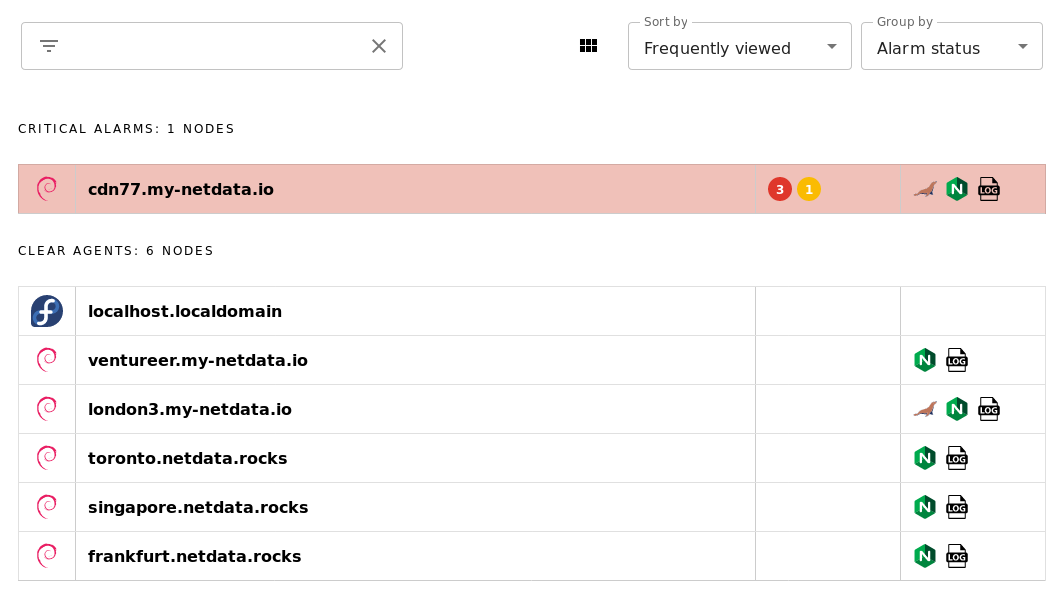 Sort by
Frequently viewed
Group by
Alarm status
CRITICAL ALARMS: 1 NODES
cdn77.my-netdata.io
3 1
N LOG
CLEAR AGENTS: 6 NODES
localhost.localdomain
ventureer.my-netdata.io
N LOG
london3.my-netdata.io
N LOG
toronto.netdata.rocks
N LOG
singapore.netdata.rocks
N LOG
frankfurt.netdata.rocks
N LOG